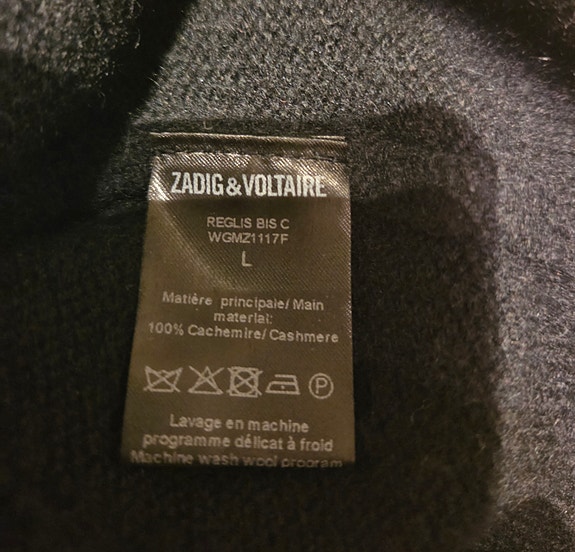 ZADIG&VOLTAIRE
REGLIS BIS C
WGMZ1117F
L
Matière principale/ Main
material:
100% Cachemire/ Cashmere
P
Lavage en machine
programme délicat à froid
Machine wash wool program